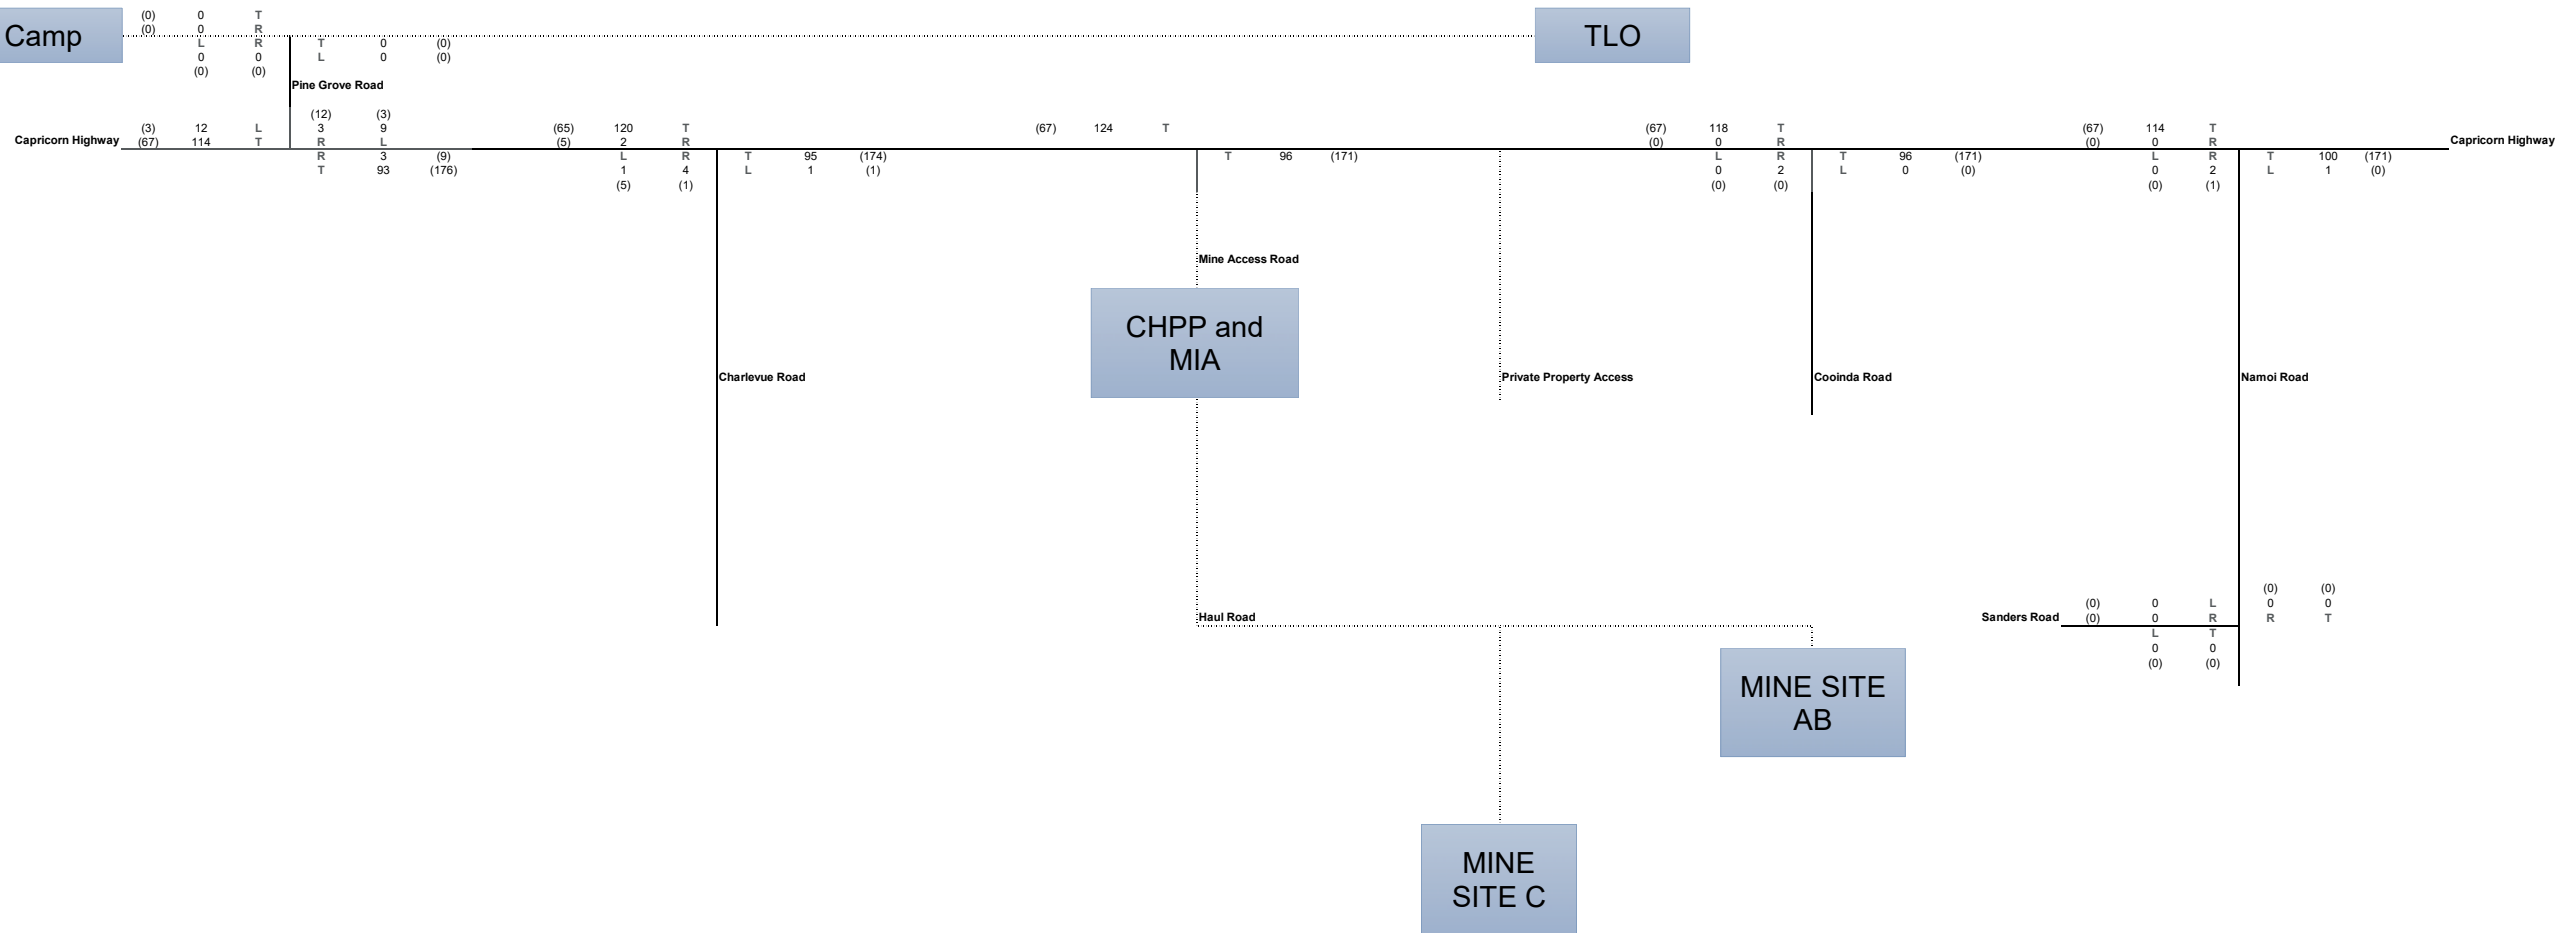 (0) 0 T
Camp (0) 0 R TLO
L R T 0 (0)
0 0 L 0 (0)
(0) (0)
Pine Grove Road
(12) (3)
(3) 12 L 3 9 (65) 120 T (67) 124 T (67) 118 T (67) 114 T
Capricorn Highway (67) 114 T R L (5) 2 R (0) 0 R (0) 0 R Capricorn Highway
R 3 (9) L R T 95 (174) T 96 (171) L R T 96 (171) L R T 100 (171)
T 93 (176) 1 4 L 1 (1) 0 2 L 0 (0) 0 2 L 1 (0)
(5) (1) (0) (0) (0) (1)
Mine Access Road
CHPP and
MIA
Charlevue Road Private Property Access Cooinda Road Namoi Road
(0) (0)
(0) 0 L 0 0
Haul Road Sanders Road (0) 0 R R T
L T
0 0
(0) (0)
MINE SITE
AB
MINE
SITE C